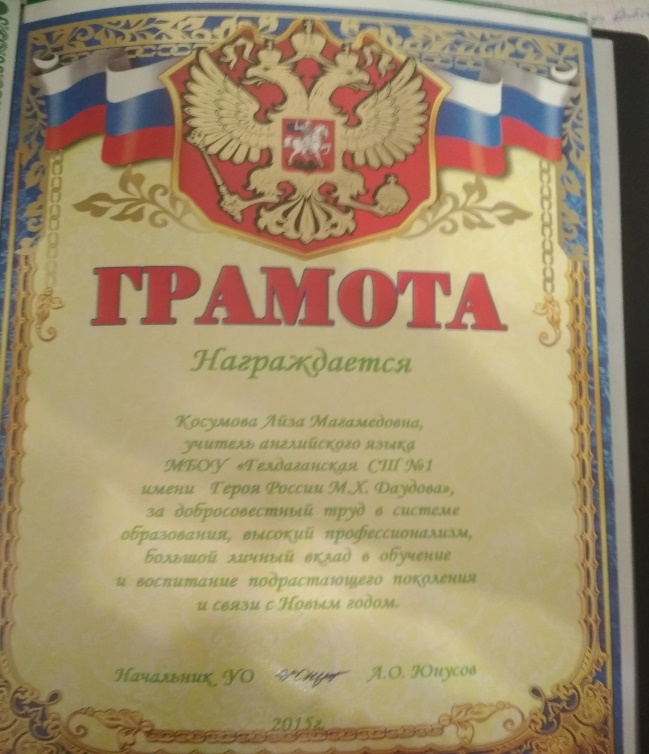 ГРАМОТА
Награждается
Косумова Айза Магамедовна,
учитель английского языка
МБОУ «Гелдаганская СШ №1
имени Героя России М.Х. Даудова»,
за добросовестный труд в системе
образования, высокий профессионализм,
большой личный вклад в обучение
и воспитание подрастающего поколения
и связи с Новым годом.
Начальник УО А.О. Юнусов
2015г.